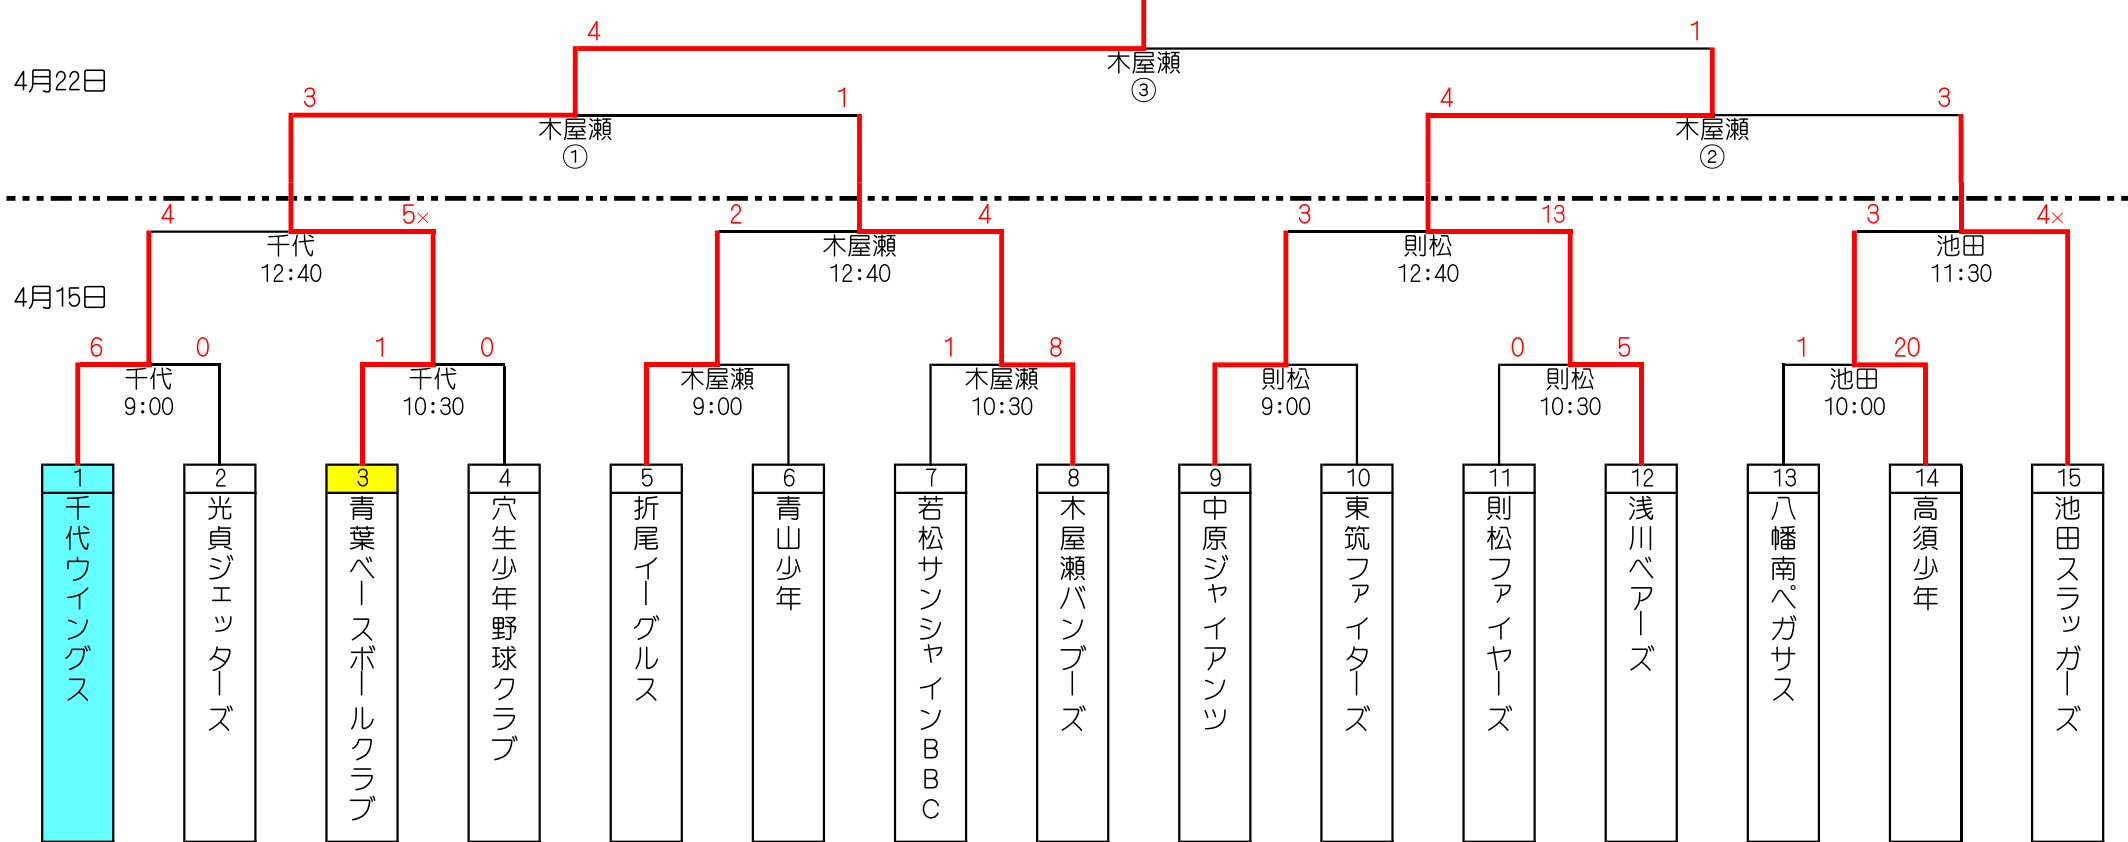 4 1
木屋瀬
③
4月22日
3 1 4 3
木屋瀬 木屋瀬
① ②
4 5× 2 4 3 13 3 4×
千代 木屋瀬 則松 池田
12:40 12:40 12:40 11:30
4月15日
6 0 1 0 1 8 0 5 1 20
千代 千代 木屋瀬 木屋瀬 則松 則松 池田
9:00 10:30 9:00 10:30 9:00 10:30 10:00
1 2 3 4 5 6 7 8 9 10 11 12 13 14 15
千代ウイングス
光貞ジェッターズ
青葉ベースボールクラブ
穴生少年野球クラブ
折尾イーグルス
青山少年
若松サンシャインBBC
木屋瀬バンブーズ
中原ジャイアンツ
東筑ファイターズ
則松ファイヤーズ
浅川ベアーズ
八幡南ペガサス
高須少年
池田スラッガーズ